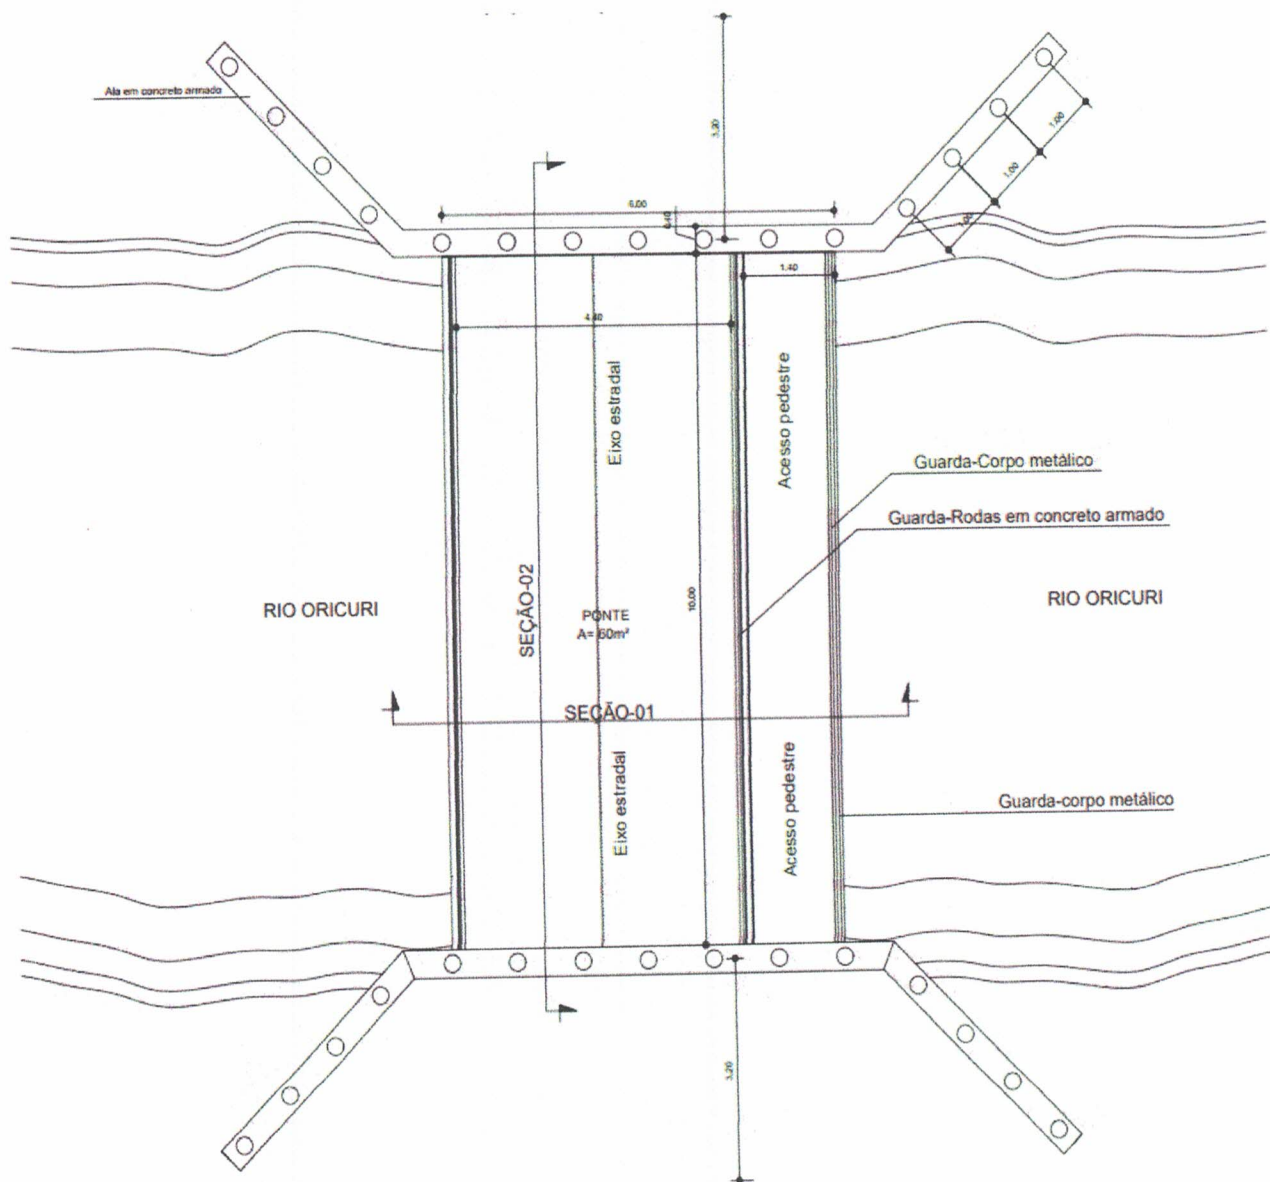 Ala em concreto armado
3,20
1.00
1.00
1.00
6.00
0.40
1.40
4.40
Eixo estradal
Acesso pedestre
Guarda-Corpo metálico
Guarda-Rodas em concreto armado
SEÇÃO-02
10.00
RIO ORICURI
PONTE
A= 60m²
RIO ORICURI
SEÇÃO-01
Eixo estradal
Acesso pedestre
Guarda-corpo metálico
3,20